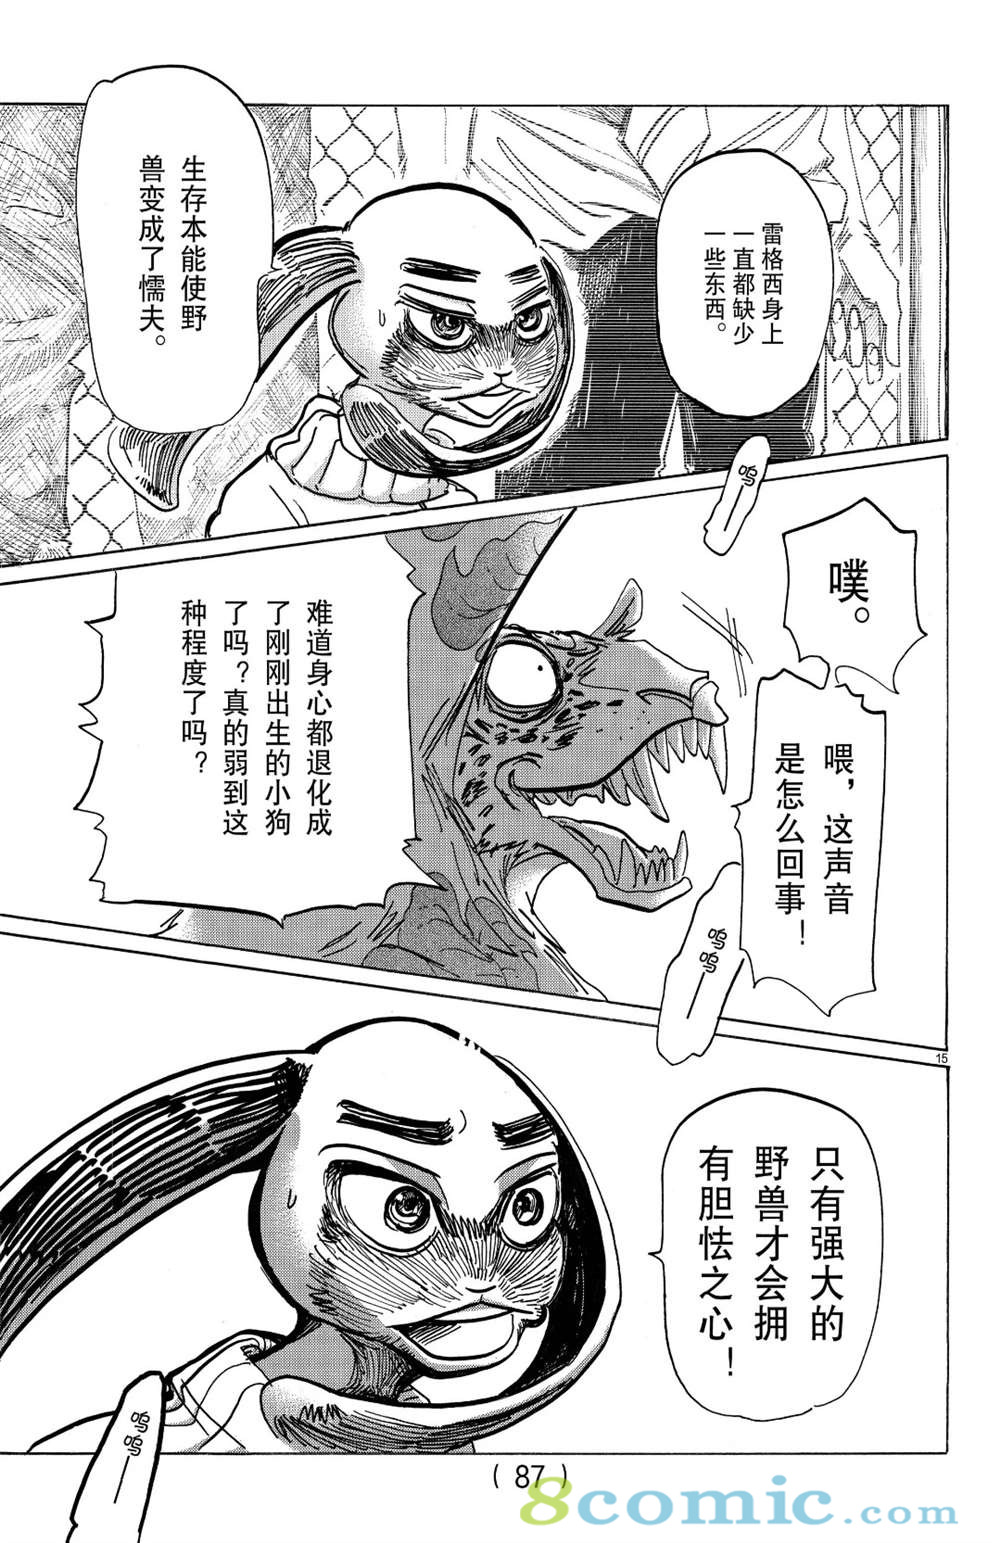 雷格西身上
一直都缺少
一些东西。
生存本能使野
兽变成了懦夫。
呜——
噗。
喂，这声音
是怎么回事！
难道身心都退化成
了刚刚出生的小狗
了吗？真的弱到这
种程度了吗？
呜
呜——
15
只有强大的
野兽才会拥
有胆怯之心！
呜
呜——
( 87 )
8comic.com